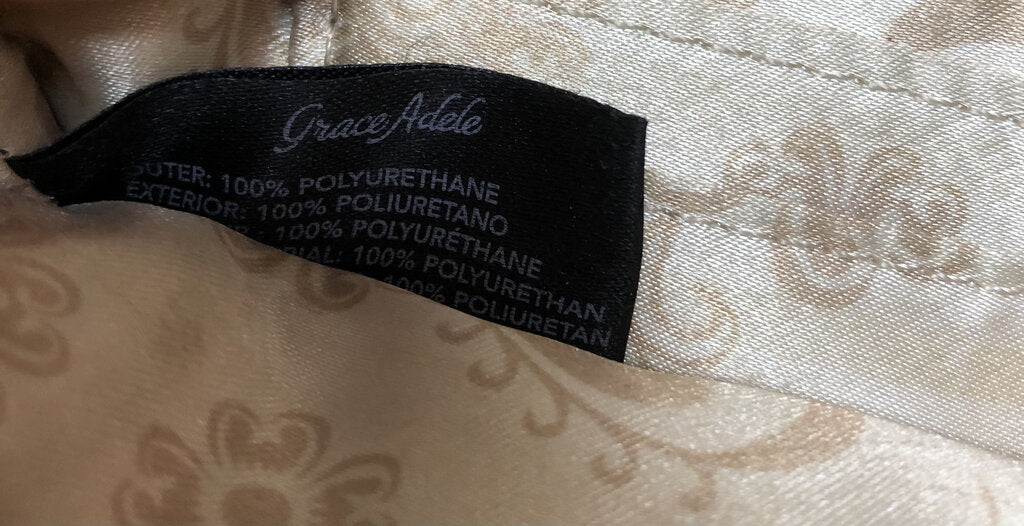 Grace Adele
OUTER: 100% POLYURETHANE
EXTERIOR: 100% POLIURETANO
100% POLYURÉTHANE
100% POLYURETHAN
100% POLIURETAN